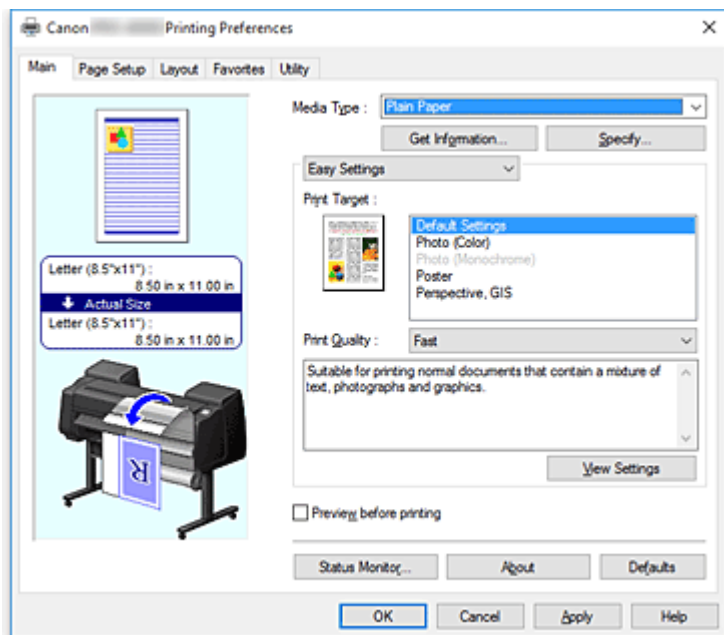 Canon Printing Preferences
Main Page Setup Layout Favorites Utility
Media Type : Plain Paper
Get Information... Specify...
Easy Settings
Print Target :
Default Settings
Photo (Color)
Photo (Monochrome)
Poster
Perspective, GIS
Letter (8.5"x11") :
8.50 in x 11.00 in
Actual Size
Letter (8.5"x11") :
8.50 in x 11.00 in
Print Quality : Fast
Suitable for printing normal documents that contain a mixture of
text, photographs and graphics.
R
View Settings
Preview before printing
Status Monitor... About Defaults
OK Cancel Apply Help